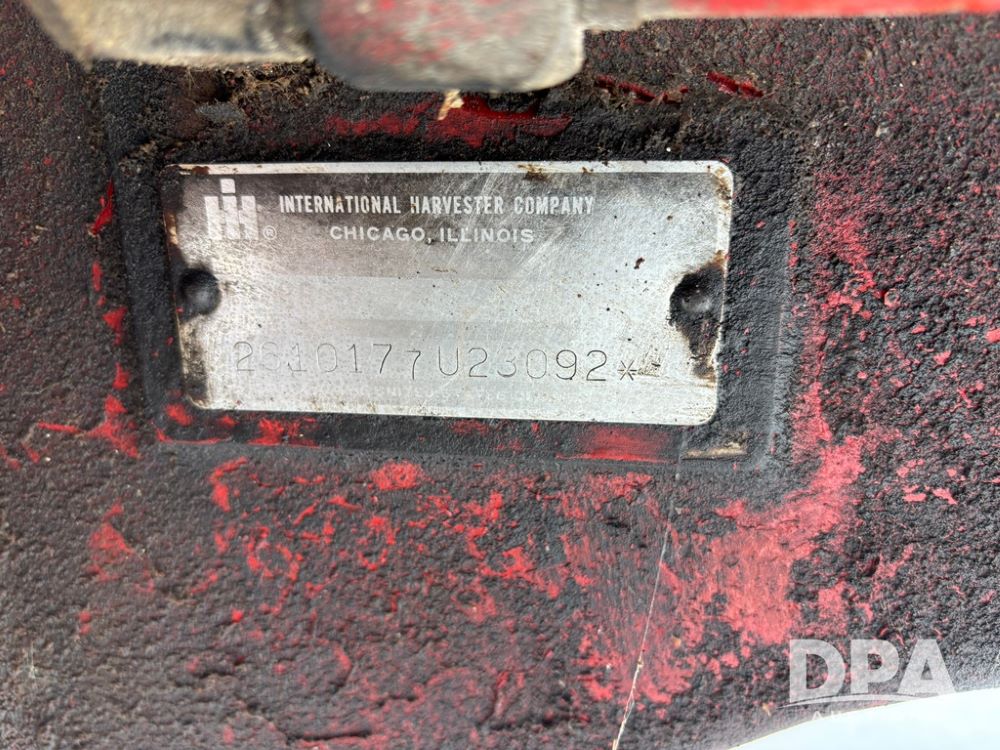 IH® INTERNATIONAL HARVESTER COMPANY
CHICAGO, ILLINOIS
2610177U23092*
DPA